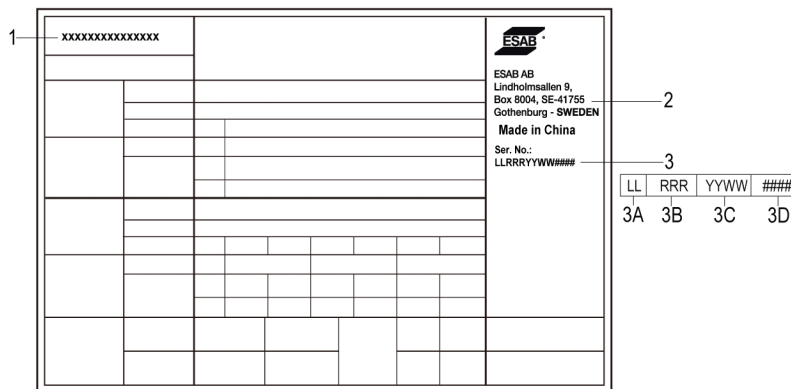 1
xxxxxxxxxxxxxxx
ESAB
ESAB AB
Lindholmsallen 9,
Box 8004, SE-41755
Gothenburg - SWEDEN
2
Made in China
Ser. No.:
LLRRRYYWW####
3
LL RRR YYWW ####
3A 3B 3C 3D